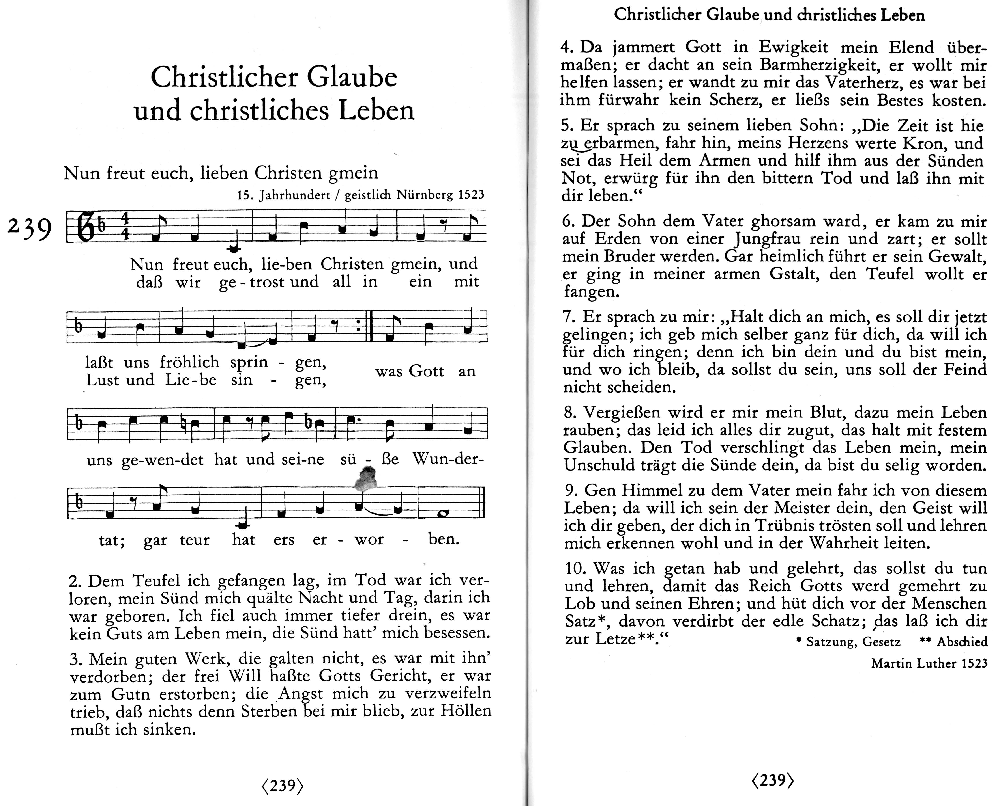 Christlicher Glaube
und christliches Leben
Nun freut euch, lieben Christen gmein
15. Jahrhundert / geistlich Nürnberg 1523
239
4
4
Nun freut euch, lie-ben Christen gmein, und
daß wir ge - trost und all in ein mit
laßt uns fröhlich sprin - gen,
Lust und Lie-be sin - gen,
was Gott an
uns ge-wen-det hat und sei-ne sü - ße Wun-der-
tat; gar teur hat ers er - wor - ben.
2. Dem Teufel ich gefangen lag, im Tod war ich ver-
loren, mein Sünd mich quälte Nacht und Tag, darin ich
war geboren. Ich fiel auch immer tiefer drein, es war
kein Guts am Leben mein, die Sünd hatt’ mich besessen.
3. Mein guten Werk, die galten nicht, es war mit ihn’
verdorben; der frei Will haßte Gotts Gericht, er war
zum Gutn erstorben; die Angst mich zu verzweifeln
trieb, daß nichts denn Sterben bei mir blieb, zur Höllen
mußt ich sinken.
⟨239⟩
Christlicher Glaube und christliches Leben
4. Da jammert Gott in Ewigkeit mein Elend über-
maßen; er dacht an sein Barmherzigkeit, er wollt mir
helfen lassen; er wandt zu mir das Vaterherz, es war bei
ihm fürwahr kein Scherz, er ließs sein Bestes kosten.
5. Er sprach zu seinem lieben Sohn: „Die Zeit ist hie
zu erbarmen, fahr hin, meins Herzens werte Kron, und
sei das Heil dem Armen und hilf ihm aus der Sünden
Not, erwürg für ihn den bittern Tod und laß ihn mit
dir leben.“
6. Der Sohn dem Vater ghorsam ward, er kam zu mir
auf Erden von einer Jungfrau rein und zart; er sollt
mein Bruder werden. Gar heimlich führt er sein Gewalt,
er ging in meiner armen Gstalt, den Teufel wollt er
fangen.
7. Er sprach zu mir: „Halt dich an mich, es soll dir jetzt
gelingen; ich geb mich selber ganz für dich, da will ich
für dich ringen; denn ich bin dein und du bist mein,
und wo ich bleib, da sollst du sein, uns soll der Feind
nicht scheiden.
8. Vergießen wird er mir mein Blut, dazu mein Leben
rauben; das leid ich alles dir zugut, das halt mit festem
Glauben. Den Tod verschlingt das Leben mein, mein
Unschuld trägt die Sünde dein, da bist du selig worden.
9. Gen Himmel zu dem Vater mein fahr ich von diesem
Leben; da will ich sein der Meister dein, den Geist will
ich dir geben, der dich in Trübnis trösten soll und lehren
mich erkennen wohl und in der Wahrheit leiten.
10. Was ich getan hab und gelehrt, das sollst du tun
und lehren, damit das Reich Gotts werd gemehrt zu
Lob und seinen Ehren; und hüt dich vor der Menschen
Satz*, davon verdirbt der edle Schatz; das laß ich dir
zur Letze**.“
* Satzung, Gesetz ** Abschied
Martin Luther 1523
⟨239⟩